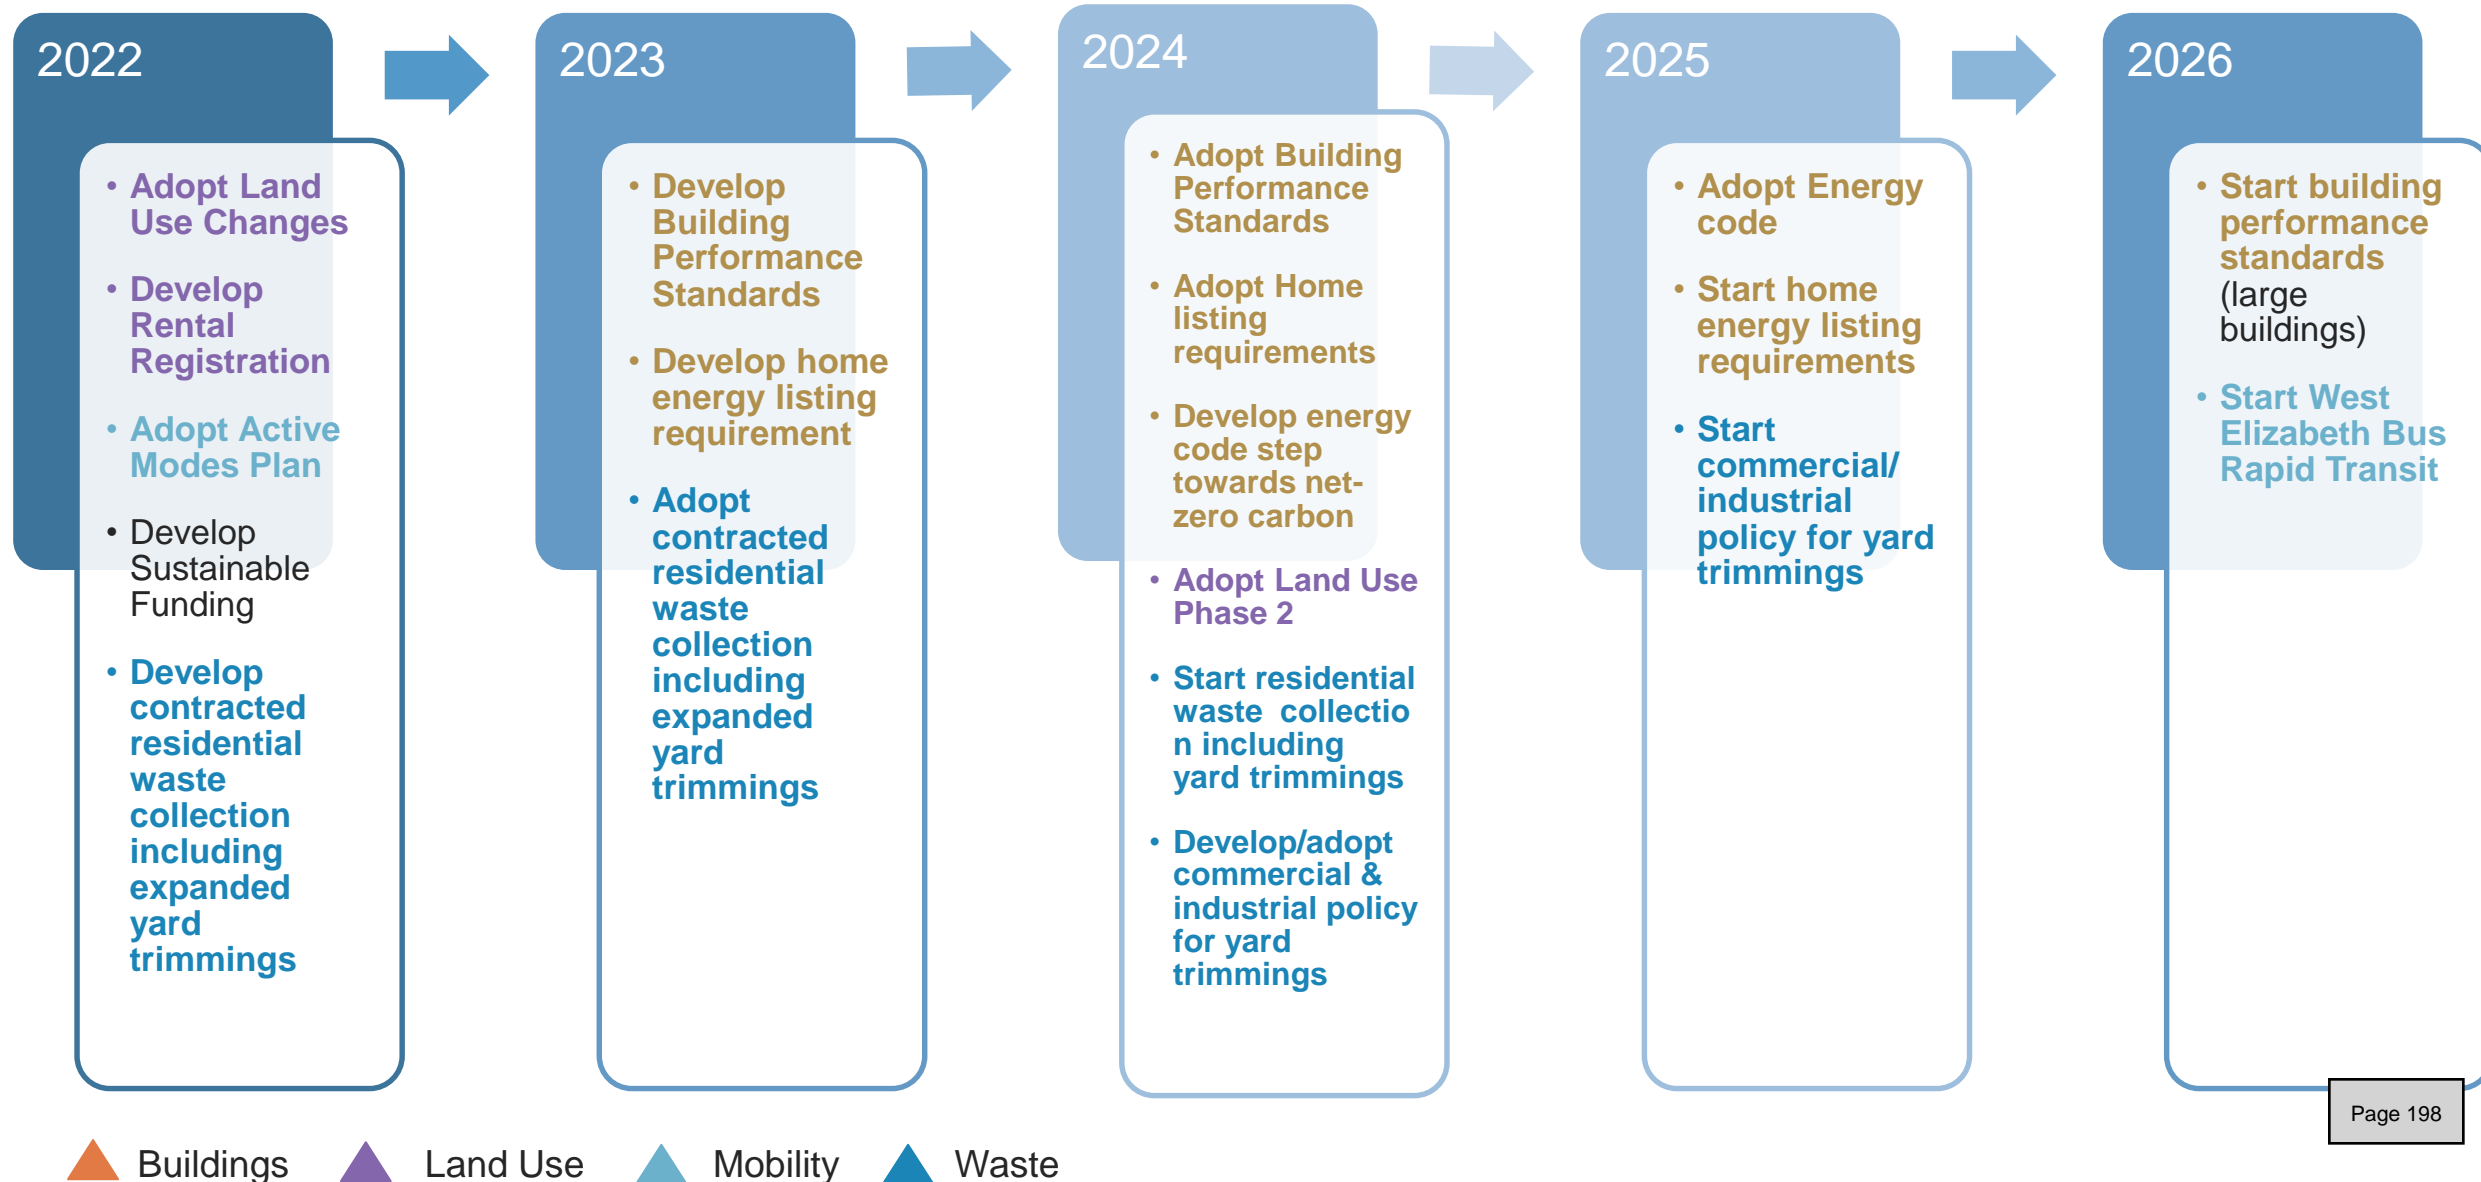 2022
• Adopt Land
Use Changes
• Develop
Rental
Registration
• Adopt Active
Modes Plan
• Develop
Sustainable
Funding
• Develop
contracted
residential
waste
collection
including
expanded
yard
trimmings
2023
• Develop
Building
Performance
Standards
• Develop home
energy listing
requirement
• Adopt
contracted
residential
waste
collection
including
expanded
yard
trimmings
2024
• Adopt Building
Performance
Standards
• Adopt Home
listing
requirements
• Develop energy
code step
towards net-
zero carbon
• Adopt Land Use
Phase 2
• Start residential
waste  collectio
n including
yard trimmings
• Develop/adopt
commercial &
industrial policy
for yard
trimmings
2025
• Adopt Energy
code
• Start home
energy listing
requirements
• Start
commercial/
industrial
policy for yard
trimmings
2026
• Start building
performance
standards
(large
buildings)
• Start West
Elizabeth Bus
Rapid Transit
Page 198
Buildings
Land Use
Mobility
Waste